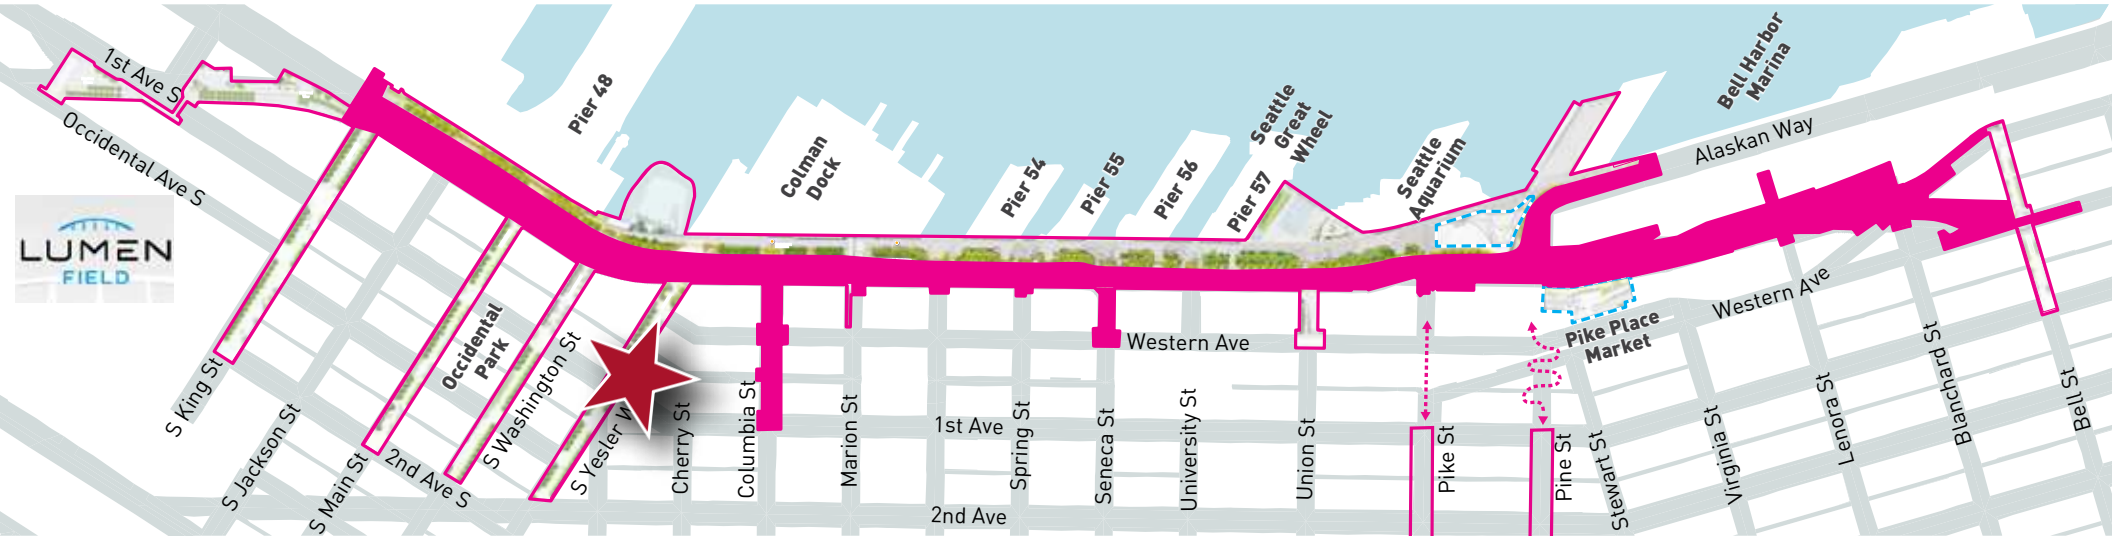 1st Ave S
Occidental Ave S
LUMEN
FIELD
Pier 48
Colman
Dock
Pier 54
Pier 55
Pier 56
Pier 57
Seattle
Great
Wheel
Seattle
Aquarium
Bell Harbor
Marina
Alaskan Way
Western Ave
Pike Place
Market
Western Ave
Occidental
Park
S King St
S Jackson St
S Main St
2nd Ave S
S Washington St
S Yesler W
Cherry St
Columbia St
Marion St
1st Ave
2nd Ave
Spring St
Seneca St
University St
Union St
Pike St
Pine St
Stewart St
Virginia St
Lenora St
Blanchard St
Bell St